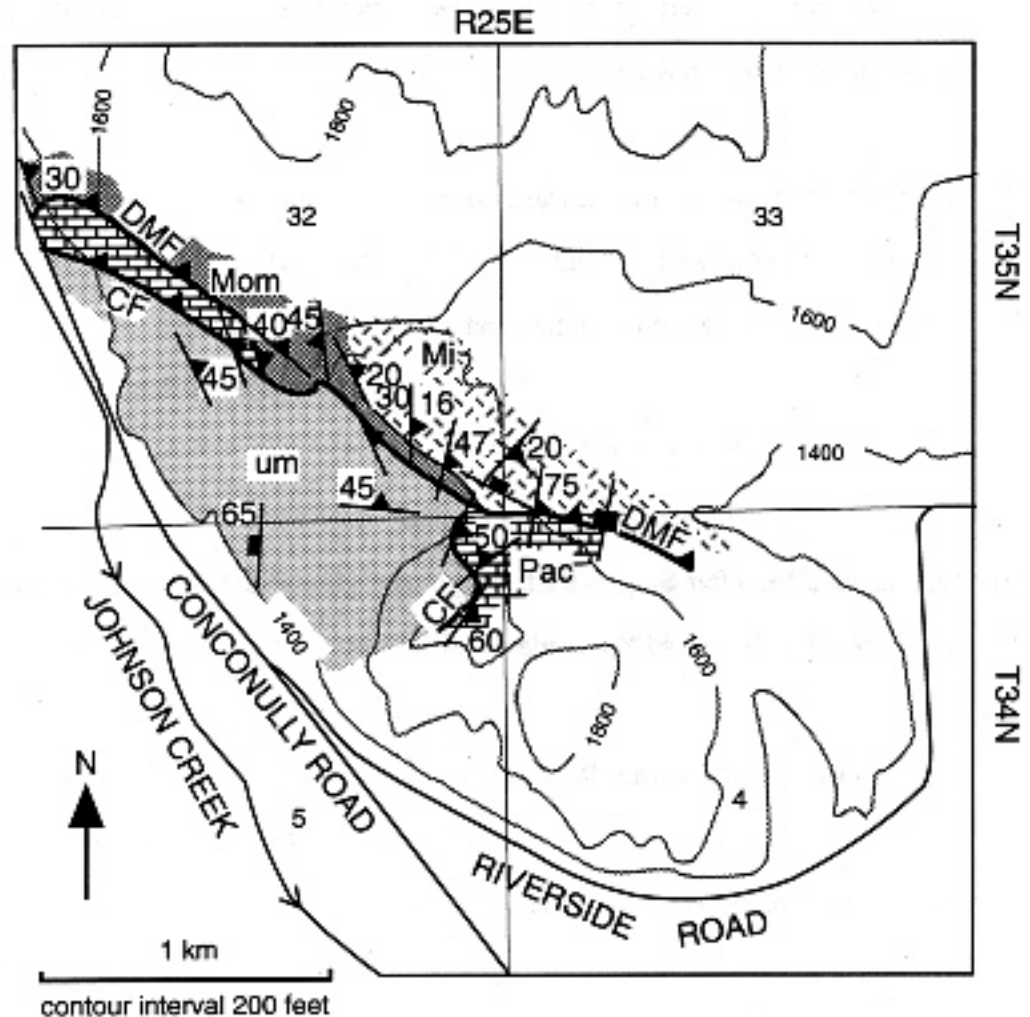 R25E
1600
1800
30
32
33
T35N
DMF
Mom
CF
1600
40
45
Mi
45
20
30
16
1400
47
20
um
75
45
65
DMF
50
Pac
CF
1400
60
1600
T34N
1800
N
JOHNSON CREEK
CONCONULLY ROAD
5
4
RIVERSIDE ROAD
1 km
contour interval 200 feet